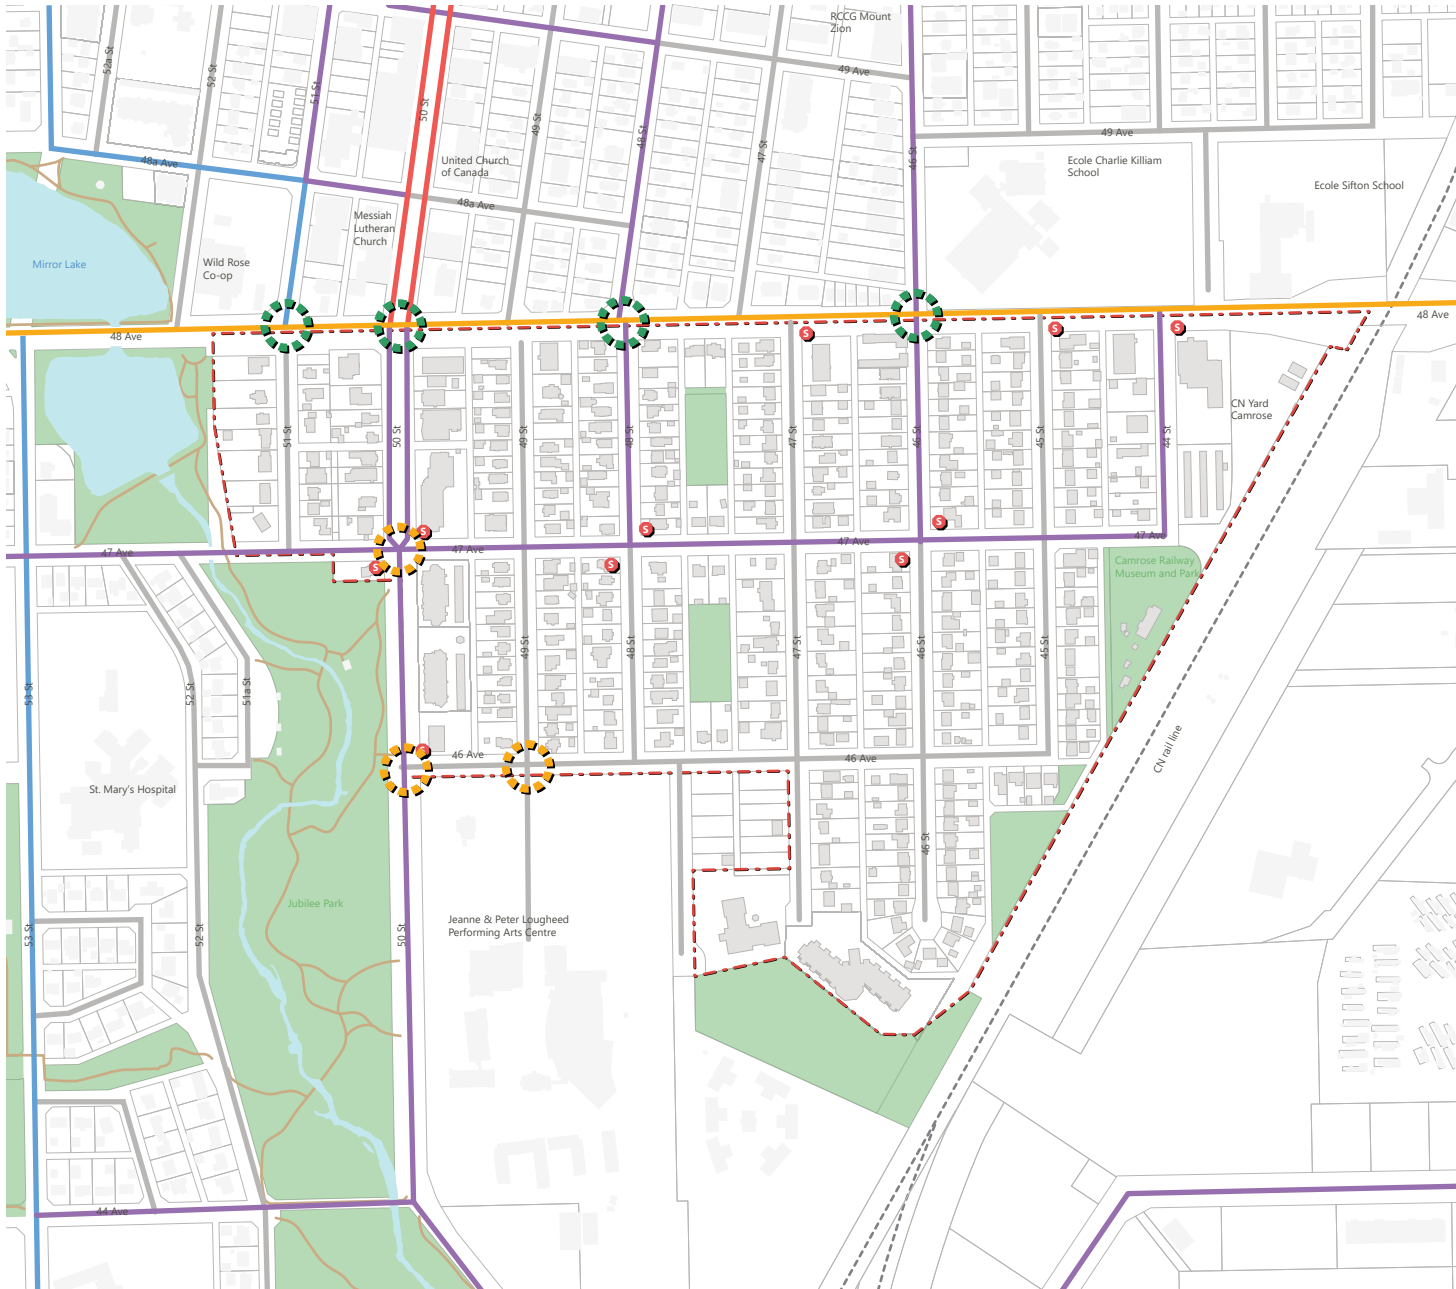 RCCG Mount
Zion
52a St
52 St
51 St
50 St
49 St
48 St
47 St
46 St
49 Ave
49 Ave
48a Ave
United Church
of Canada
Ecole Charlie Killiam
School
Ecole Sifton School
48a Ave
Messiah
Lutheran
Church
Mirror Lake
Wild Rose
Co-op
48 Ave
48 Ave
S
S
S
CN Yard
Camrose
51 St
50 St
49 St
48 St
47 St
46 St
45 St
44 St
S
S
S
47 Ave
47 Ave
47 Ave
47 Ave
S
S
S
Camrose Railway
Museum and Park
53 St
52 St
51a St
49 St
48 St
47 St
46 St
45 St
S
46 Ave
46 Ave
CN rail line
St. Mary's Hospital
46 St
Jubilee Park
53 St
52 St
50 St
Jeanne & Peter Lougheed
Performing Arts Centre
44 Ave